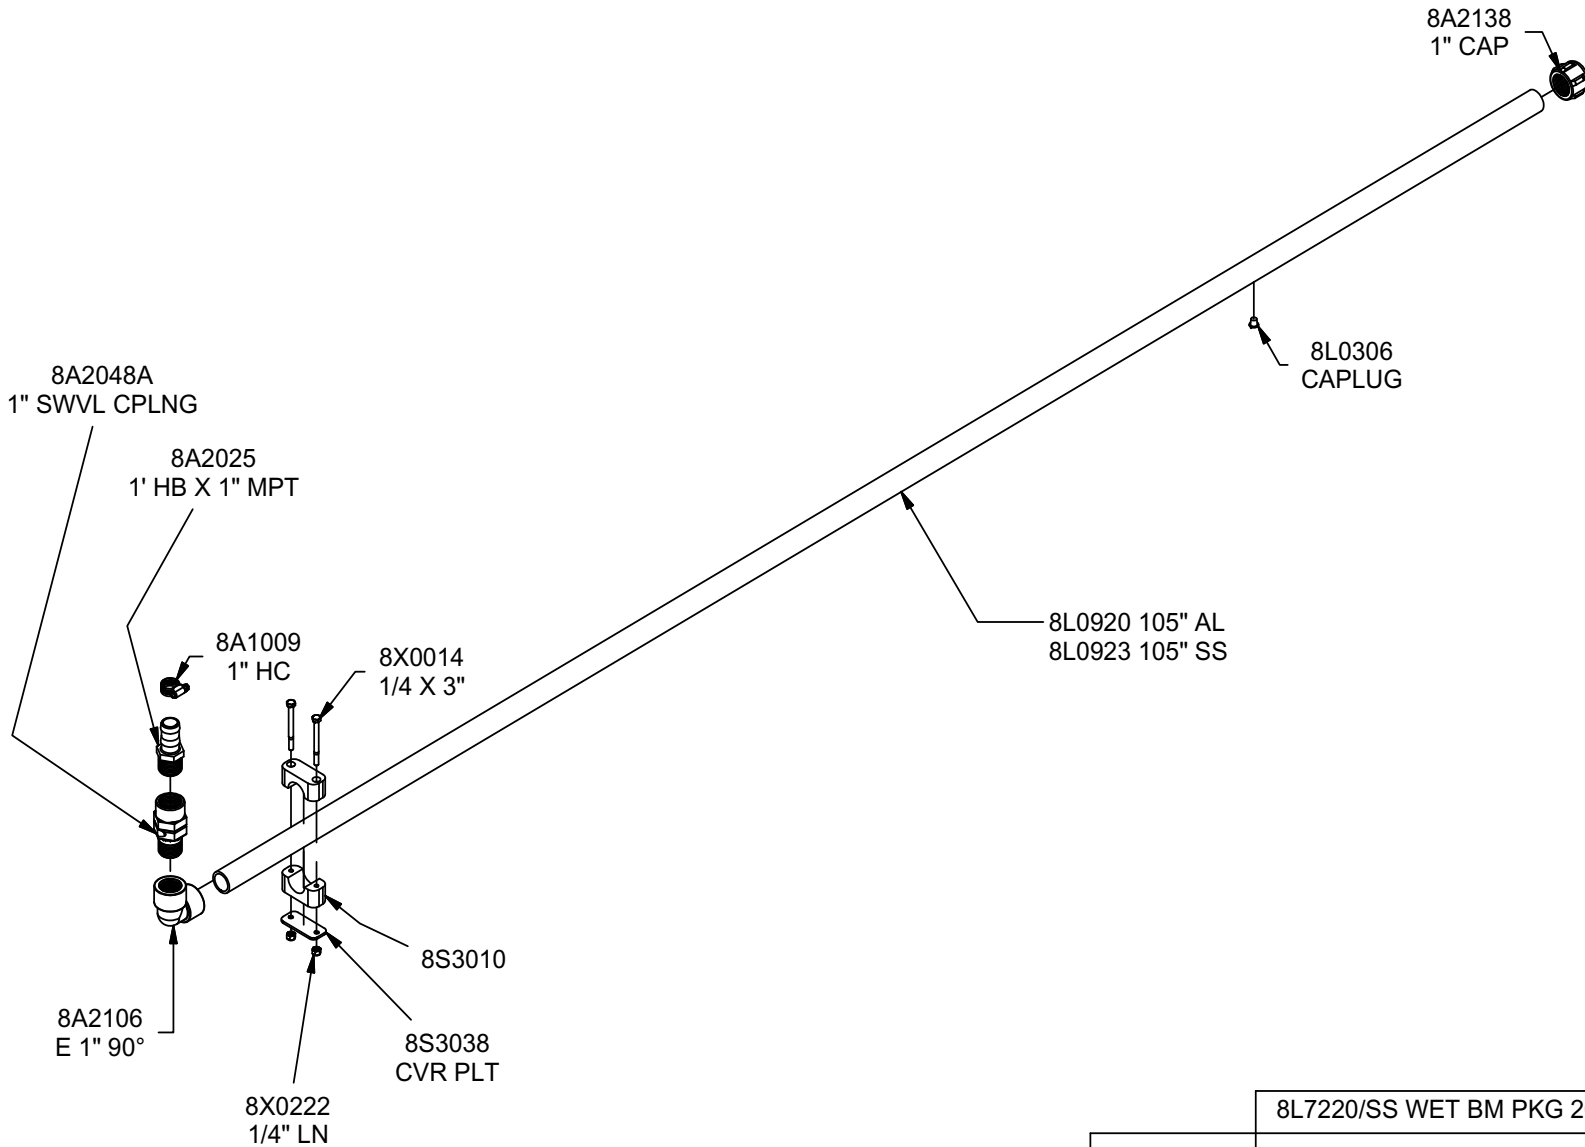 8A2138
1" CAP
8L0306
CAPLUG
8A2048A
1" SWVL CPLNG
8A2025
1' HB X 1" MPT
8L0920 105" AL
8L0923 105" SS
8A1009
1" HC
8X0014
1/4 X 3"
8S3010
8A2106
E 1" 90°
8S3038
CVR PLT
8X0222
1/4" LN
8L7220/SS WET BM PKG 2